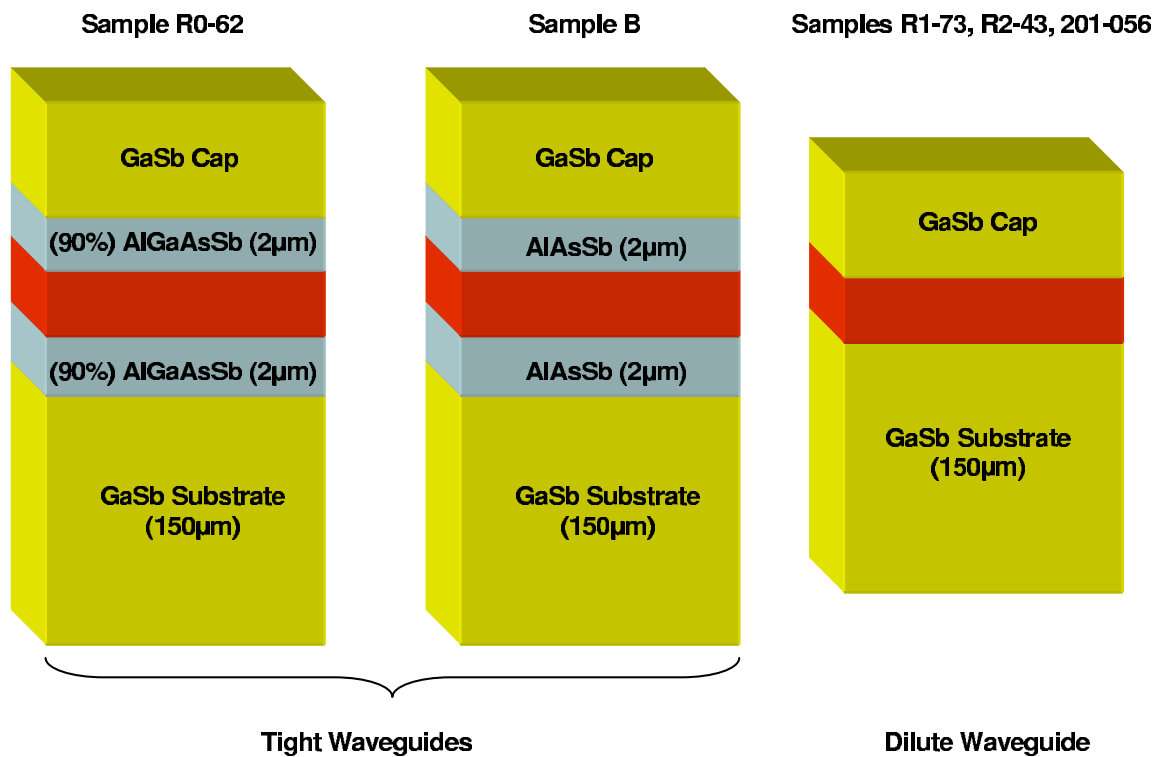 Sample R0-62
Sample B
Samples R1-73, R2-43, 201-056
GaSb Cap
(90%) AlGaAsSb (2µm)
(90%) AlGaAsSb (2µm)
GaSb Substrate
(150µm)
GaSb Cap
AlAsSb (2µm)
AlAsSb (2µm)
GaSb Substrate
(150µm)
GaSb Cap
GaSb Substrate
(150µm)
Tight Waveguides
Dilute Waveguide